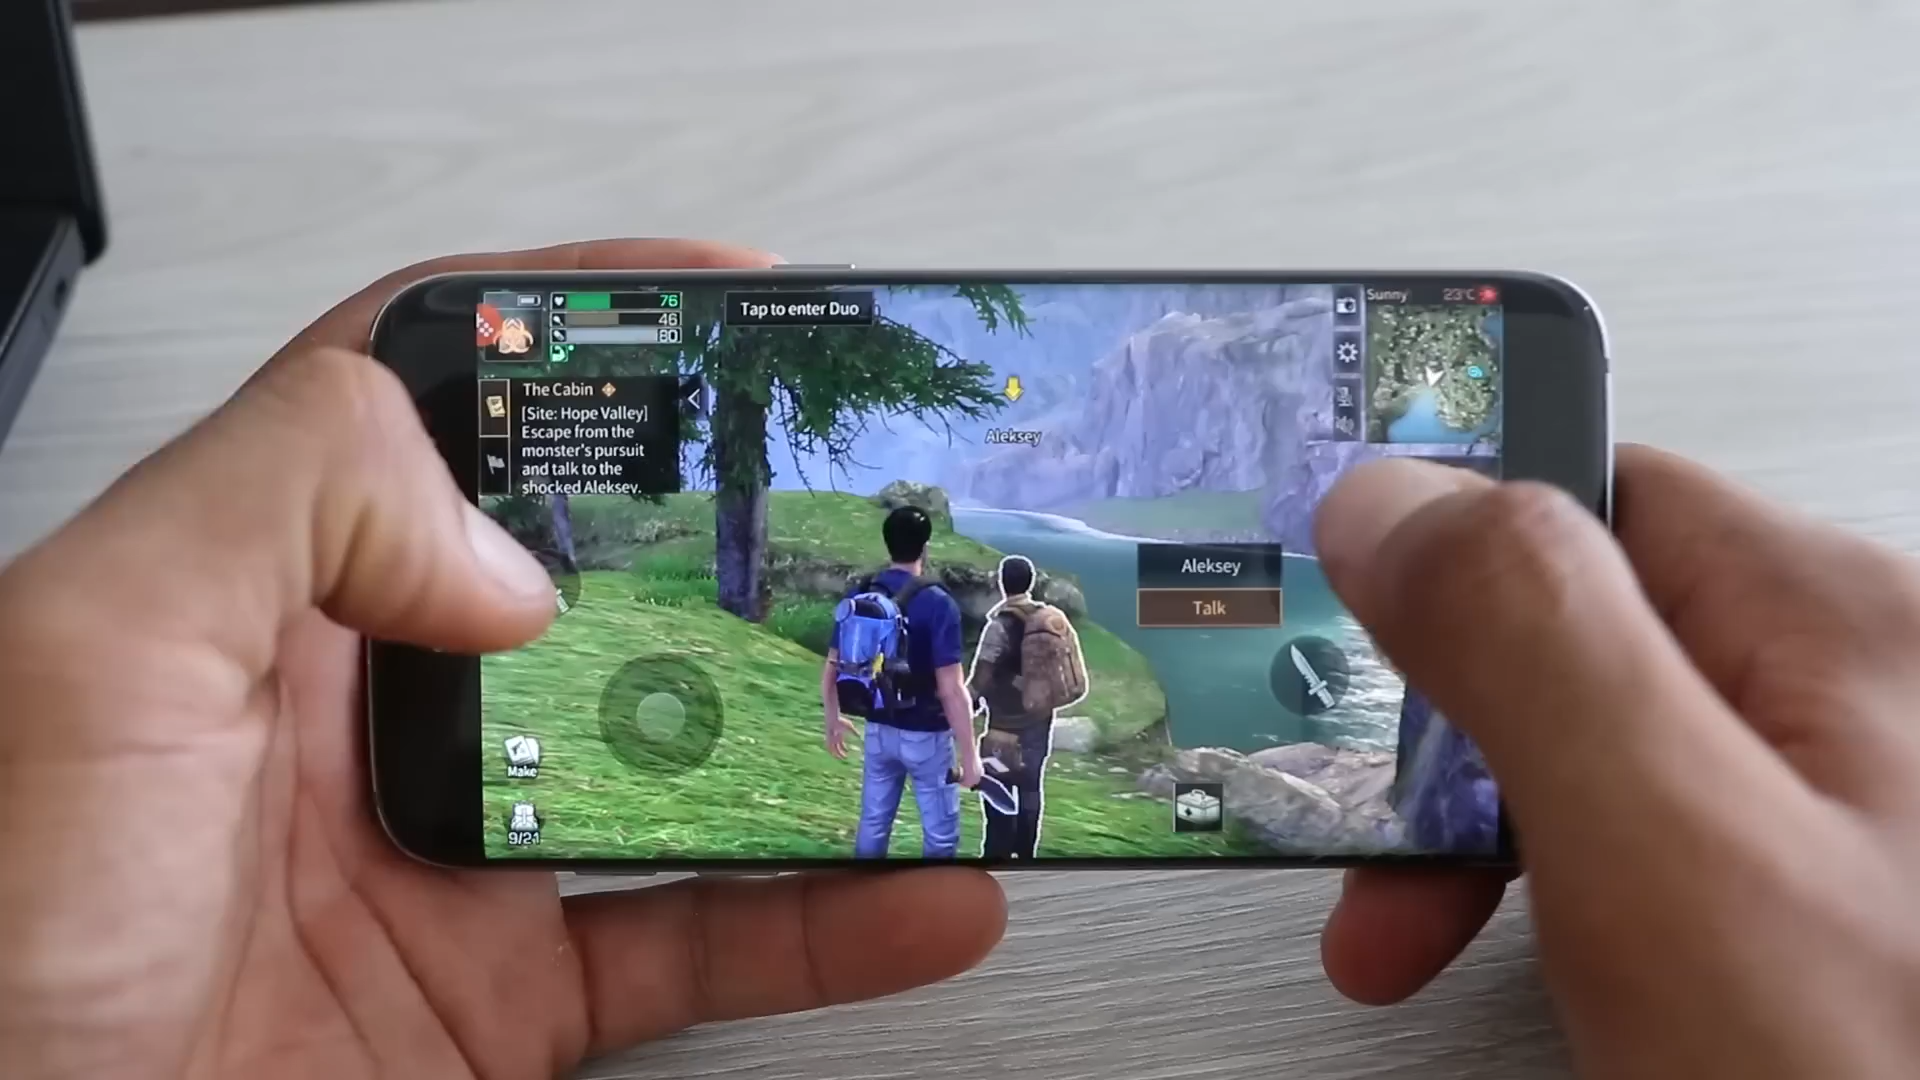 76
46
80
Tap to enter Duo
Sunny 23°C
The Cabin
[Site: Hope Valley]
Escape from the
monster's pursuit
and talk to the
shocked Aleksey.
Aleksey
Aleksey
Talk
Make
9/21